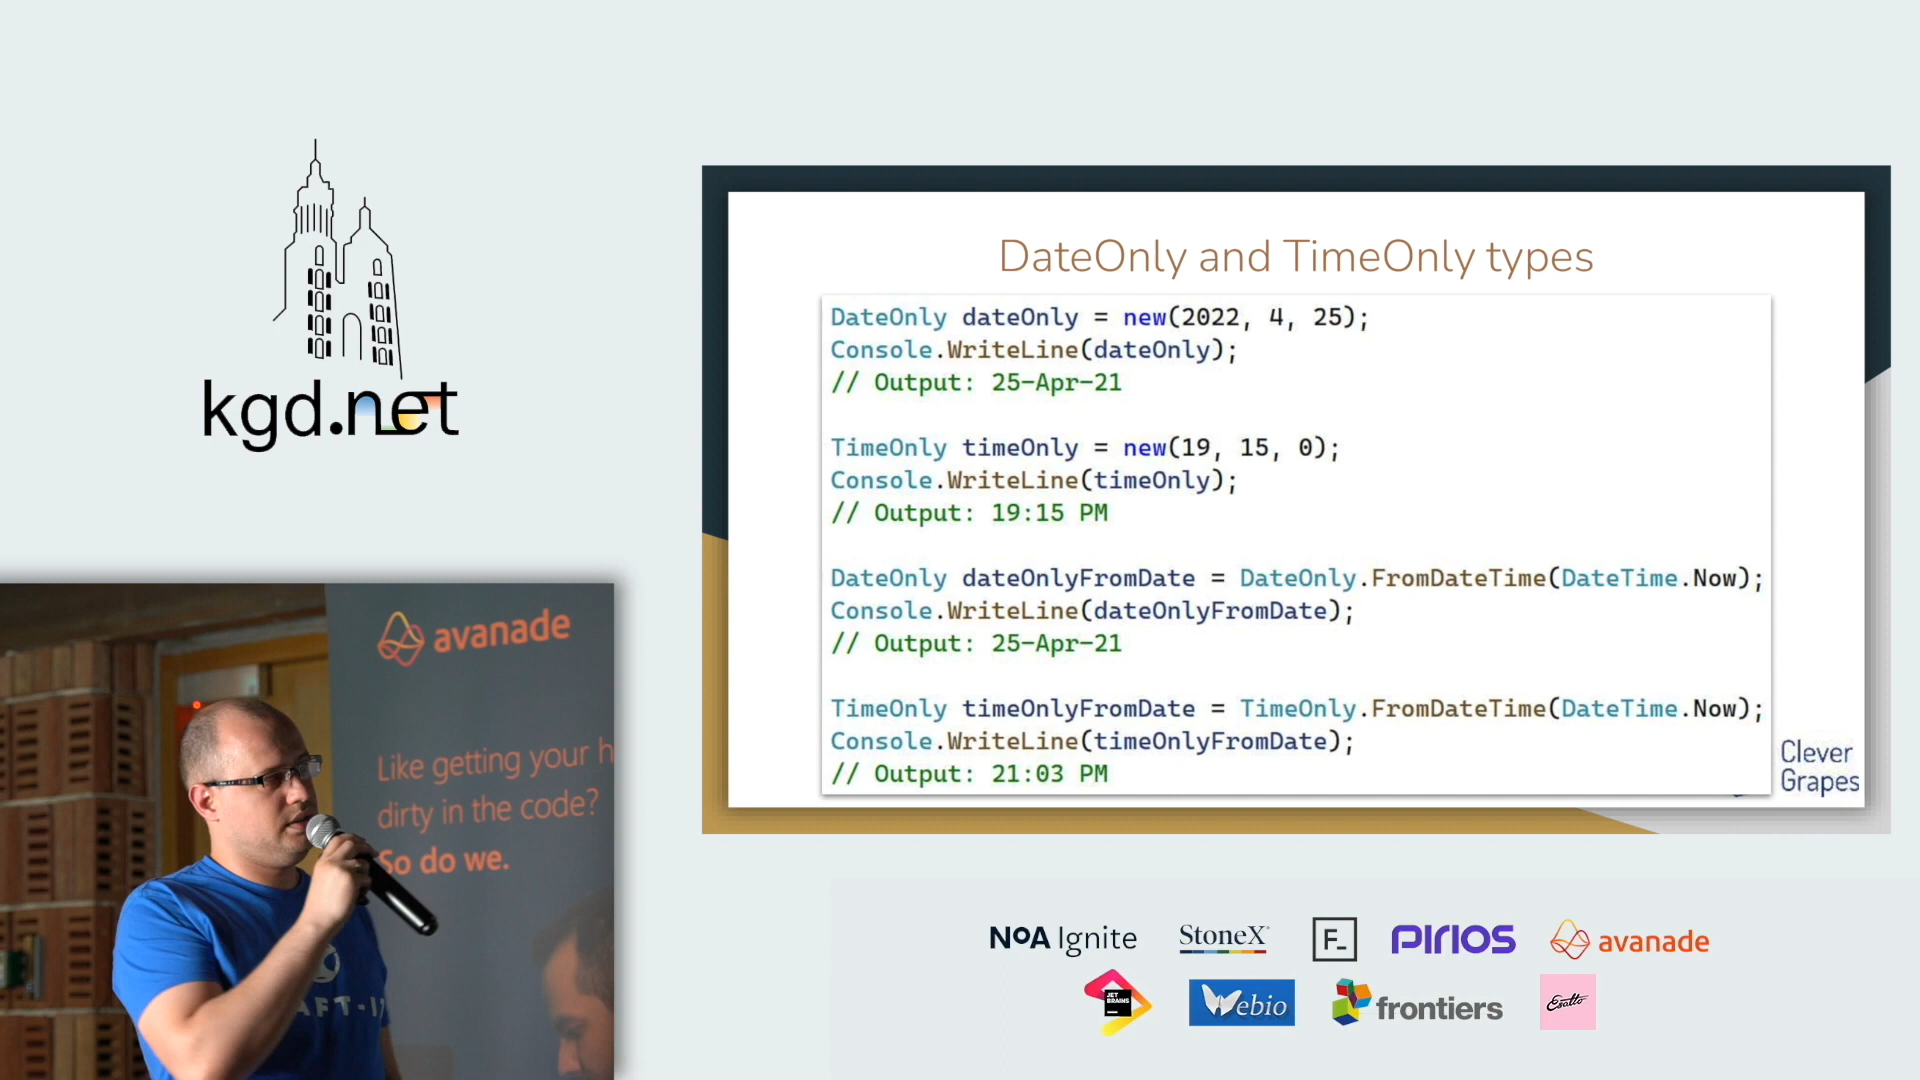 kgd.net
DateOnly and TimeOnly types
DateOnly dateOnly = new(2022, 4, 25);
Console.WriteLine(dateOnly);
// Output: 25-Apr-21
TimeOnly timeOnly = new(19, 15, 0);
Console.WriteLine(timeOnly);
// Output: 19:15 PM
DateOnly dateOnlyFromDate = DateOnly.FromDateTime(DateTime.Now);
Console.WriteLine(dateOnlyFromDate);
// Output: 25-Apr-21
TimeOnly timeOnlyFromDate = TimeOnly.FromDateTime(DateTime.Now);
Console.WriteLine(timeOnlyFromDate);
// Output: 21:03 PM
Clever
Grapes
avanade
Like getting your h
dirty in the code?
So do we.
AFT-I
NoA Ignite
StoneX
F_
PIRIOS
avanade
JET
BRAINS
Webio
frontiers
Esatto